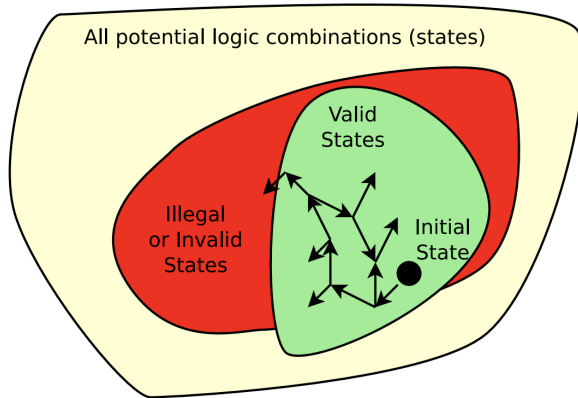 All potential logic combinations (states)
Valid
States
Illegal
or Invalid
States
Initial
State